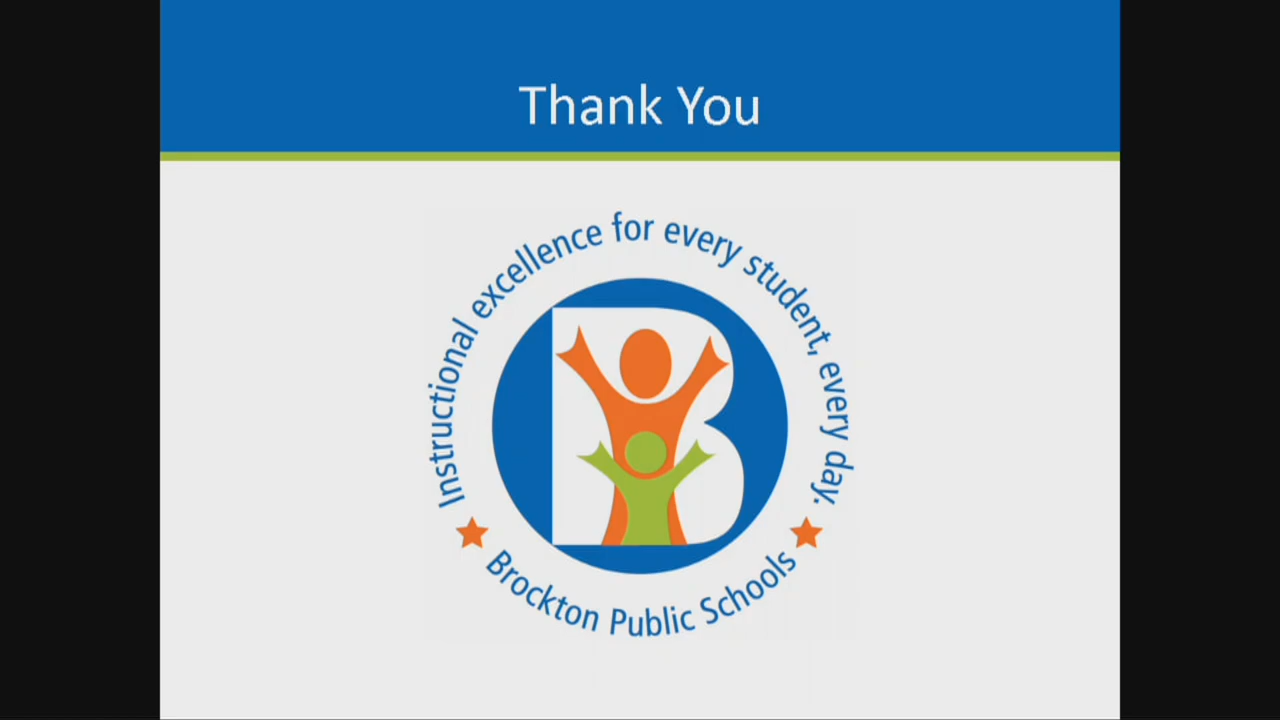 Thank You
Instructional excellence for every student, every day.
Brockton Public Schools